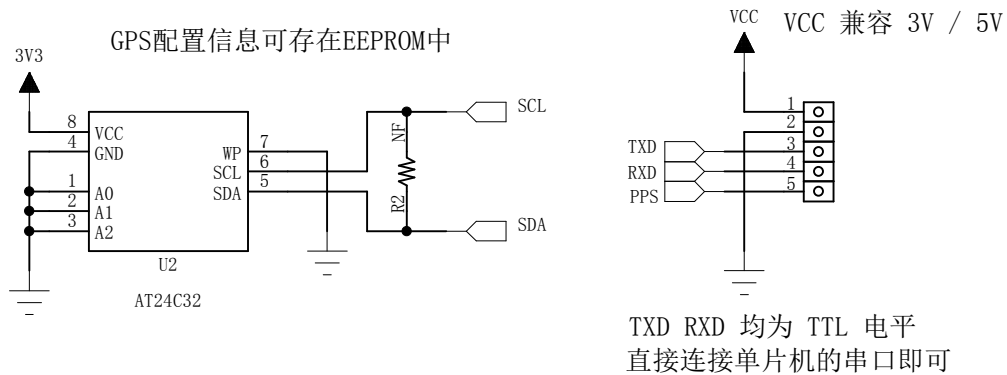 GPS配置信息可存在EEPROM中
3V3
8 VCC
4 GND
1 A0
2 A1
3 A2
WP 7
SCL 6
SDA 5
U2
AT24C32
NF
R2
SCL
SDA
VCC VCC 兼容 3V / 5V
1
2
TXD 3
RXD 4
PPS 5
TXD RXD 均为 TTL 电平
直接连接单片机的串口即可